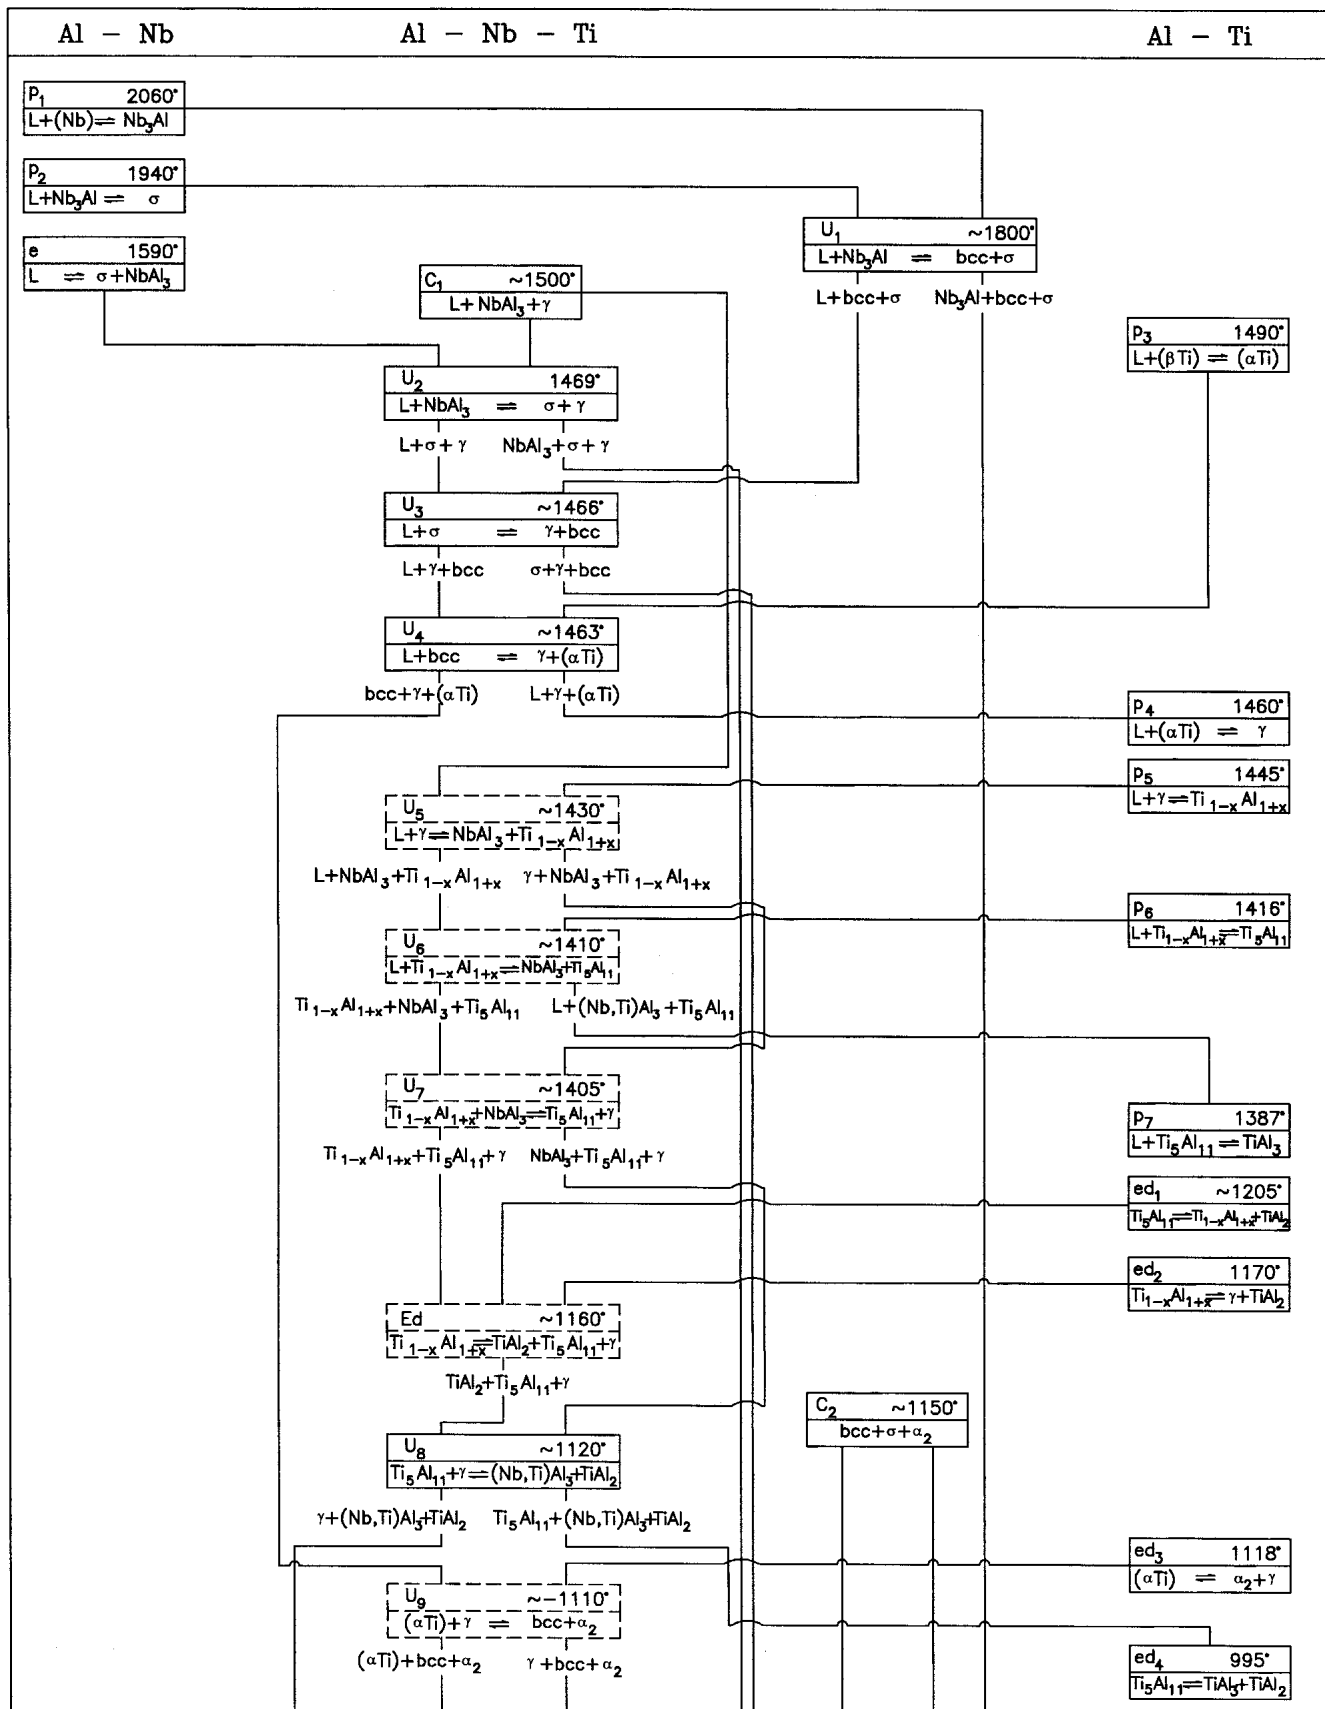 Al – Nb
Al – Nb – Ti
Al – Ti
p₁ 2060°
L+(Nb)⇌ Nb₃Al
p₂ 1940°
L+Nb₃Al ⇌ σ
U₁ ~1800°
L+Nb₃Al ⇌ bcc+σ
e 1590°
L ⇌ σ+NbAl₃
C₁ ~1500°
L+NbAl₃+γ
L+bcc+σ Nb₃Al+bcc+σ
p₃ 1490°
L+(βTi) ⇌ (αTi)
U₂ 1469°
L+NbAl₃ ⇌ σ+γ
L+σ+γ NbAl₃+σ+γ
U₃ ~1466°
L+σ ⇌ γ+bcc
L+γ+bcc σ+γ+bcc
U₄ ~1463°
L+bcc ⇌ γ+(αTi)
bcc+γ+(αTi) L+γ+(αTi)
p₄ 1460°
L+(αTi) ⇌ γ
p₅ 1445°
L+γ⇌Ti₁₋ₓAl₁₊ₓ
U₅ ~1430°
L+γ⇌NbAl₃+Ti₁₋ₓAl₁₊ₓ
L+NbAl₃+Ti₁₋ₓAl₁₊ₓ γ+NbAl₃+Ti₁₋ₓAl₁₊ₓ
p₆ 1416°
L+Ti₁₋ₓAl₁₊ₓ⇌Ti₅Al₁₁
U₆ ~1410°
L+Ti₁₋ₓAl₁₊ₓ⇌NbAl₃+Ti₅Al₁₁
Ti₁₋ₓAl₁₊ₓ+NbAl₃+Ti₅Al₁₁ L+(Nb,Ti)Al₃+Ti₅Al₁₁
U₇ ~1405°
Ti₁₋ₓAl₁₊ₓ+NbAl₃⇌Ti₅Al₁₁+γ
p₇ 1387°
L+Ti₅Al₁₁⇌TiAl₃
Ti₁₋ₓAl₁₊ₓ+Ti₅Al₁₁+γ NbAl₃+Ti₅Al₁₁+γ
ed₁ ~1205°
Ti₅Al₁₁⇌Ti₁₋ₓAl₁₊ₓ+TiAl₂
ed₂ 1170°
Ti₁₋ₓAl₁₊ₓ⇌γ+TiAl₂
Ed ~1160°
Ti₁₋ₓAl₁₊ₓ⇌TiAl₂+Ti₅Al₁₁+γ
TiAl₂+Ti₅Al₁₁+γ
C₂ ~1150°
bcc+σ+α₂
U₈ ~1120°
Ti₅Al₁₁+γ⇌(Nb,Ti)Al₃+TiAl₂
γ+(Nb,Ti)Al₃+TiAl₂ Ti₅Al₁₁+(Nb,Ti)Al₃+TiAl₂
ed₃ 1118°
(αTi) ⇌ α₂+γ
U₉ ~-1110°
(αTi)+γ ⇌ bcc+α₂
(αTi)+bcc+α₂ γ+bcc+α₂
ed₄ 995°
Ti₅Al₁₁⇌TiAl₃+TiAl₂